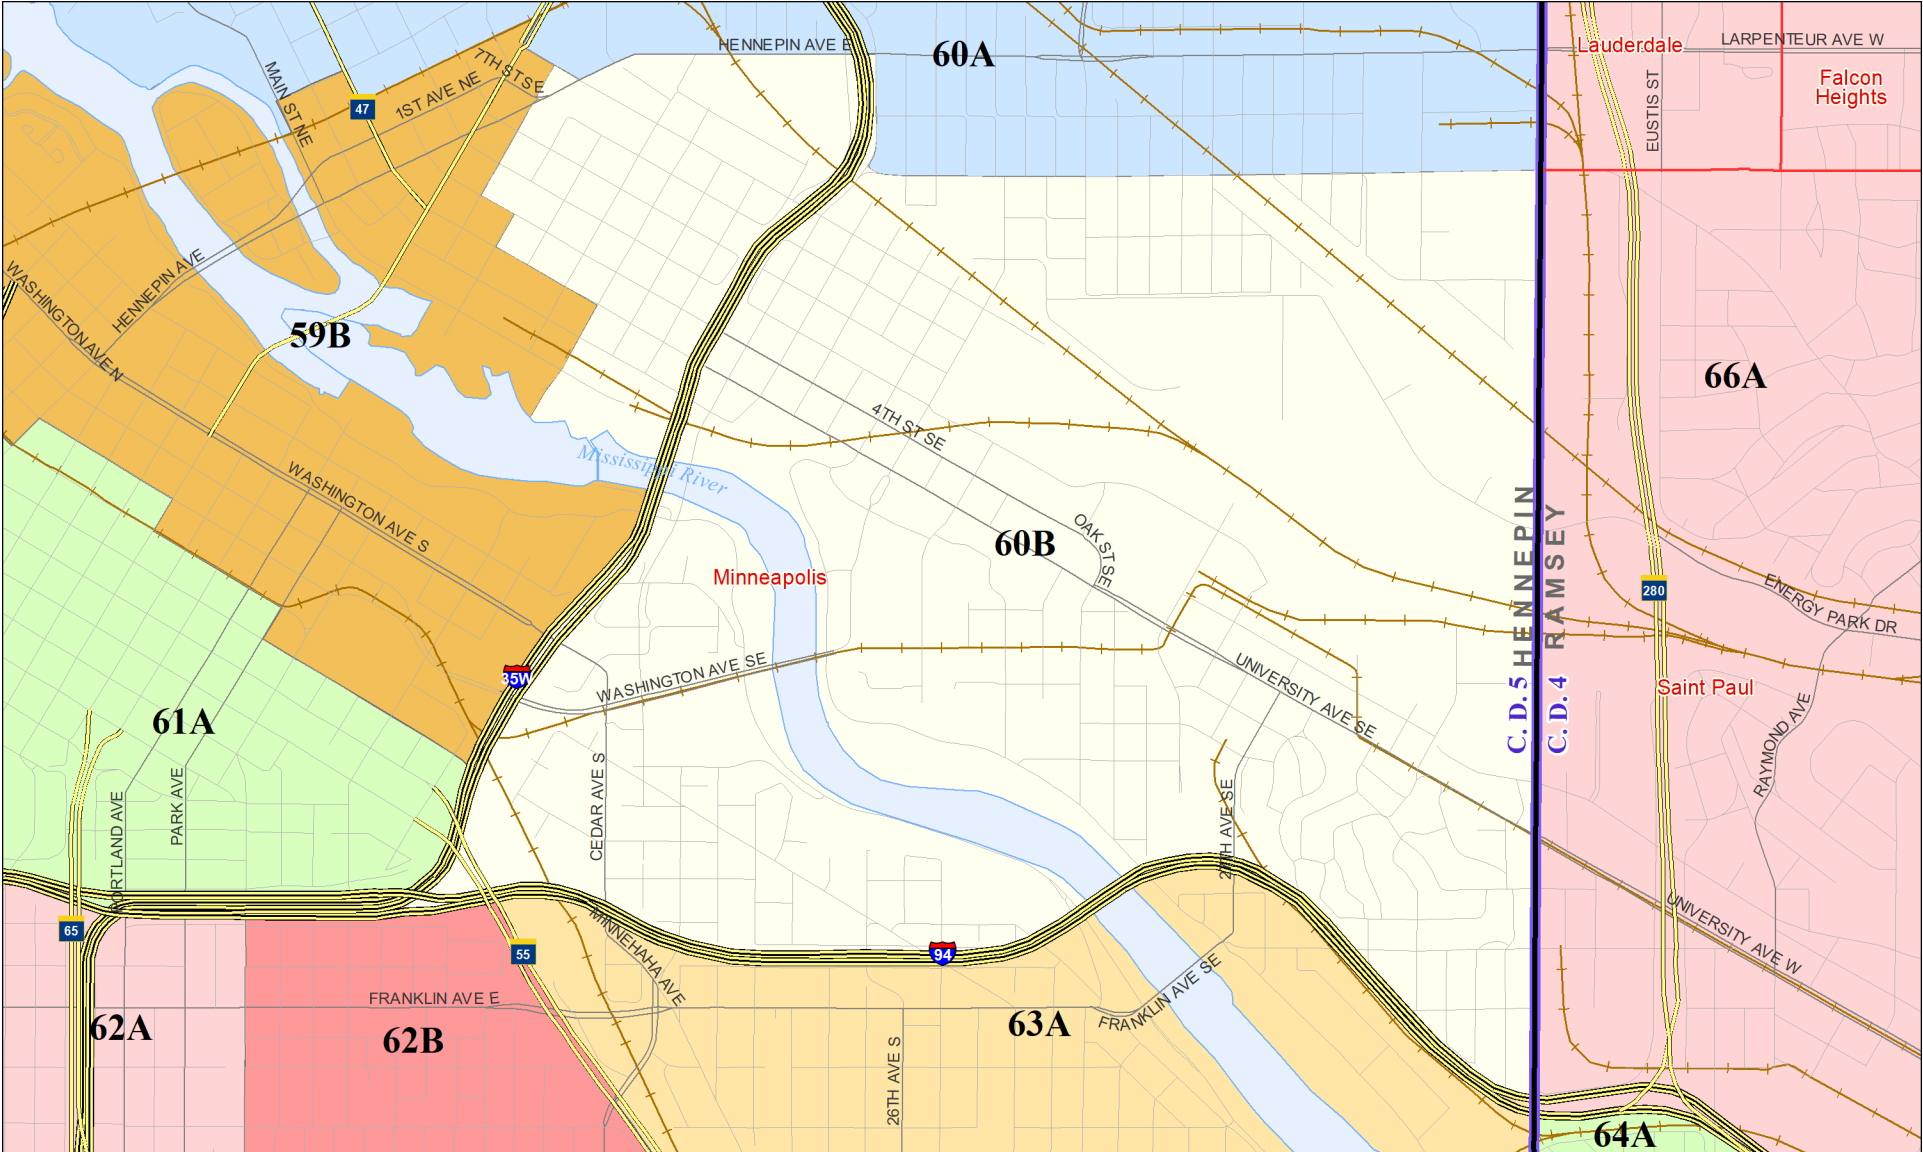 HENNEPIN AVE E
60A
Lauderdale
LARPENTEUR AVE W
7TH ST SE
MAIN ST NE
47
1ST AVE NE
EUSTIS ST
Falcon
Heights
HENNEPIN AVE
WASHINGTON AVE N
59B
66A
4TH ST SE
Mississippi River
WASHINGTON AVE S
OAK ST SE
60B
HENNEPIN
RAMSEY
Minneapolis
280
ENERGY PARK DR
35W
WASHINGTON AVE SE
UNIVERSITY AVE SE
C. D. 5
C. D. 4
Saint Paul
61A
RAYMOND AVE
PORTLAND AVE
PARK AVE
CEDAR AVE S
27TH AVE SE
65
55
MINNEHAHA AVE
94
UNIVERSITY AVE W
FRANKLIN AVE E
FRANKLIN AVE SE
62A
62B
63A
26TH AVE S
64A